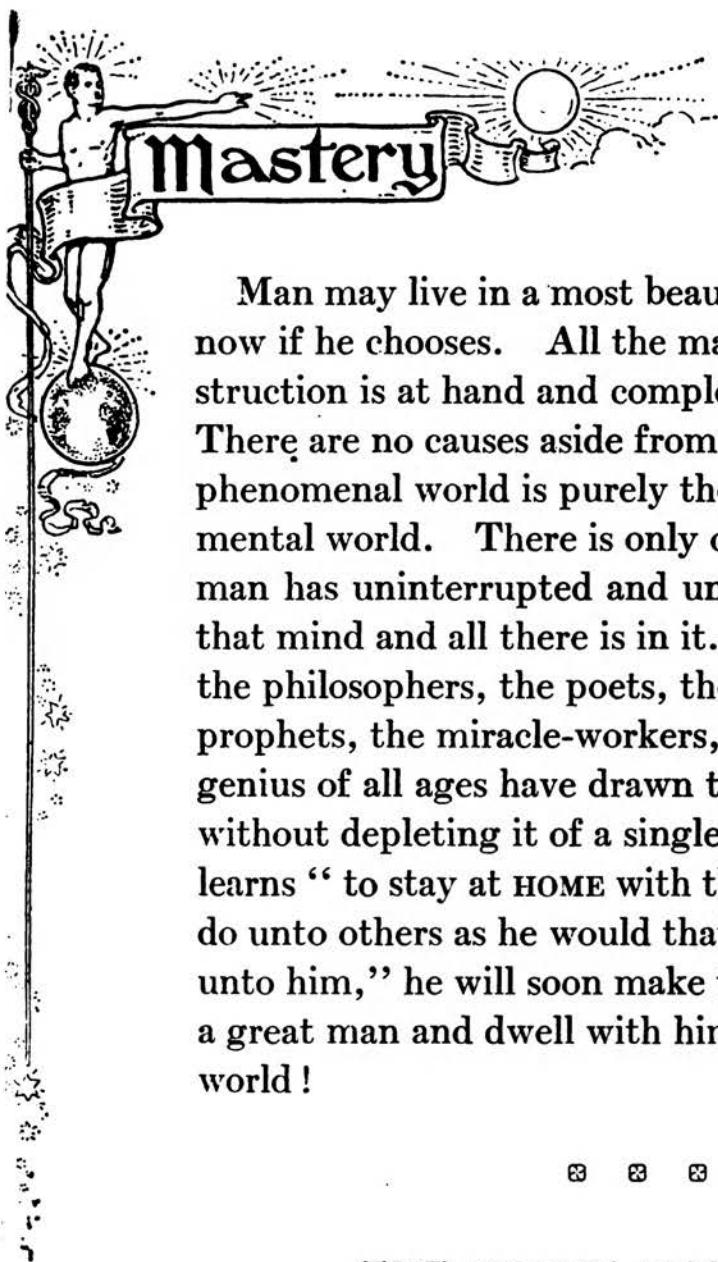 Mastery
Man may live in a most beau
now if he chooses. All the ma
struction is at hand and comple
There are no causes aside from
phenomenal world is purely th
mental world. There is only o
man has uninterrupted and un
that mind and all there is in it.
the philosophers, the poets, th
prophets, the miracle-workers,
genius of all ages have drawn t
without depleting it of a single
learns “ to stay at HOME with th
do unto others as he would tha
unto him,” he will soon make
a great man and dwell with hi
world !